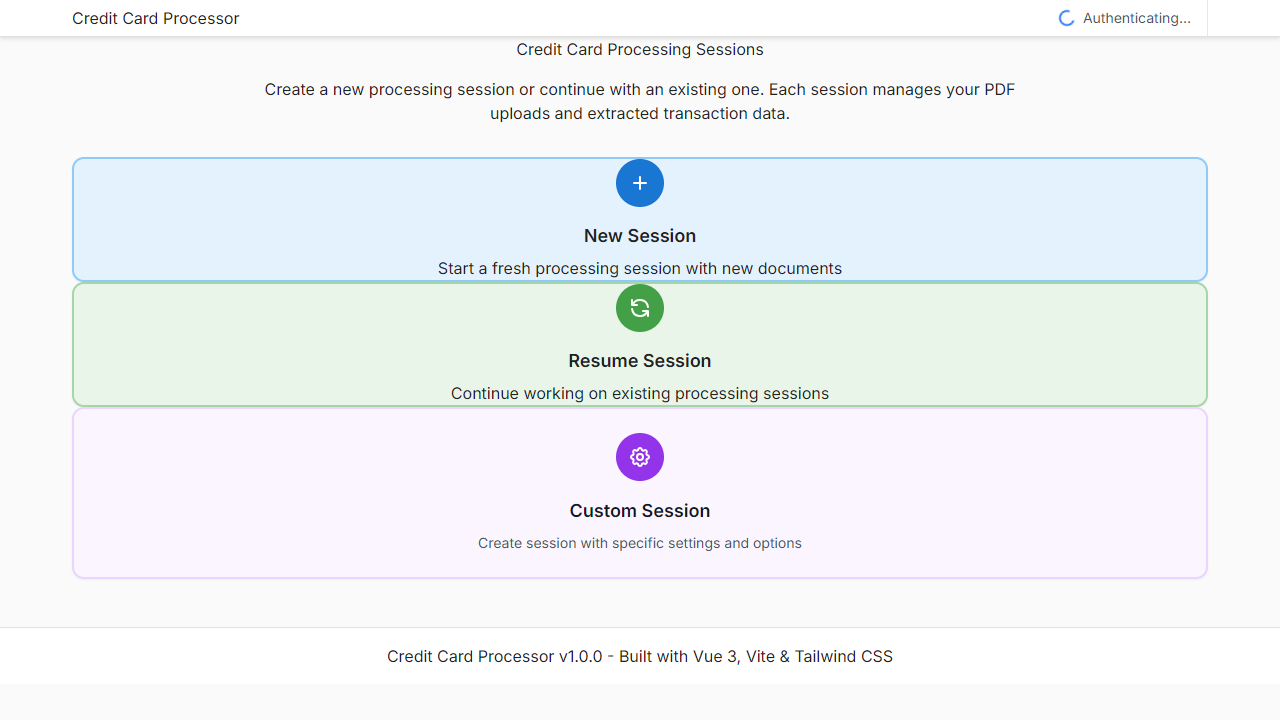 Credit Card Processor
Authenticating...
Credit Card Processing Sessions
Create a new processing session or continue with an existing one. Each session manages your PDF
uploads and extracted transaction data.
New Session
Start a fresh processing session with new documents
Resume Session
Continue working on existing processing sessions
Custom Session
Create session with specific settings and options
Credit Card Processor v1.0.0 - Built with Vue 3, Vite & Tailwind CSS